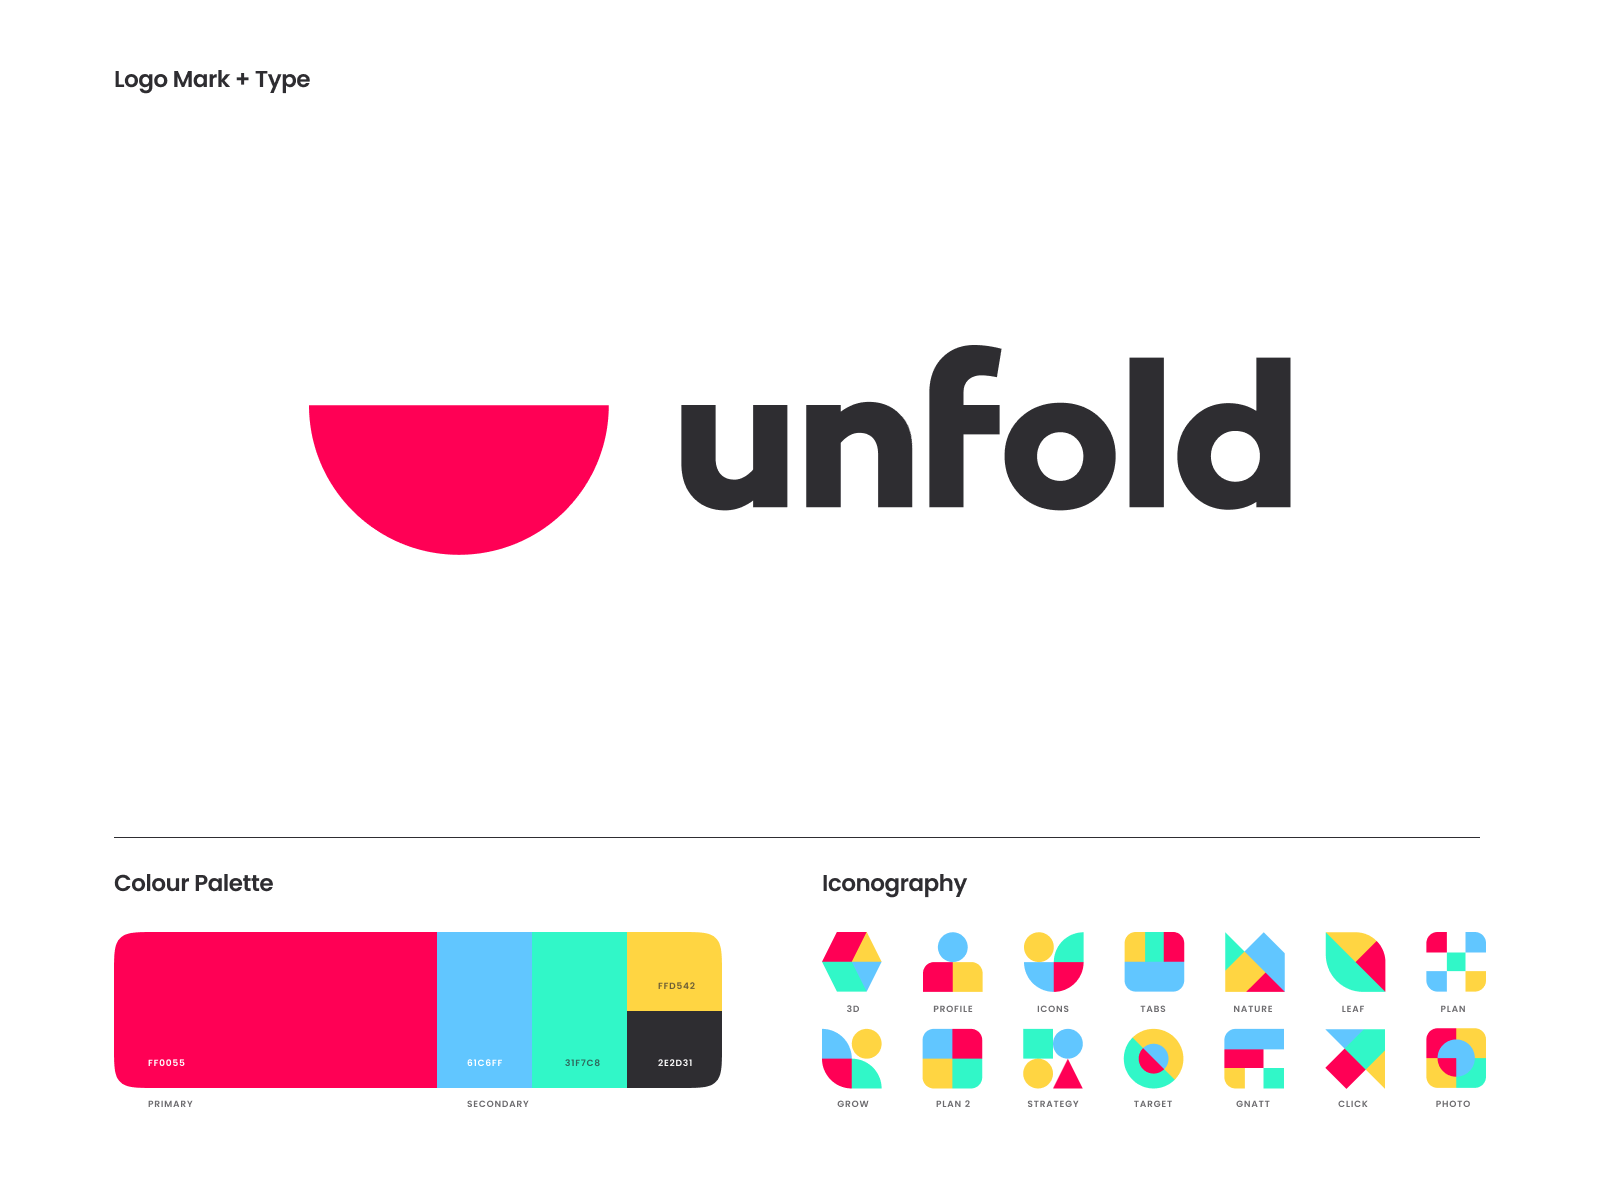 Logo Mark + Type
unfold
Colour Palette
FF0055
61C6FF
31F7C8
FFD542
2E2D31
PRIMARY
SECONDARY
Iconography
3D
PROFILE
ICONS
TABS
NATURE
LEAF
PLAN
GROW
PLAN 2
STRATEGY
TARGET
GNATT
CLICK
PHOTO